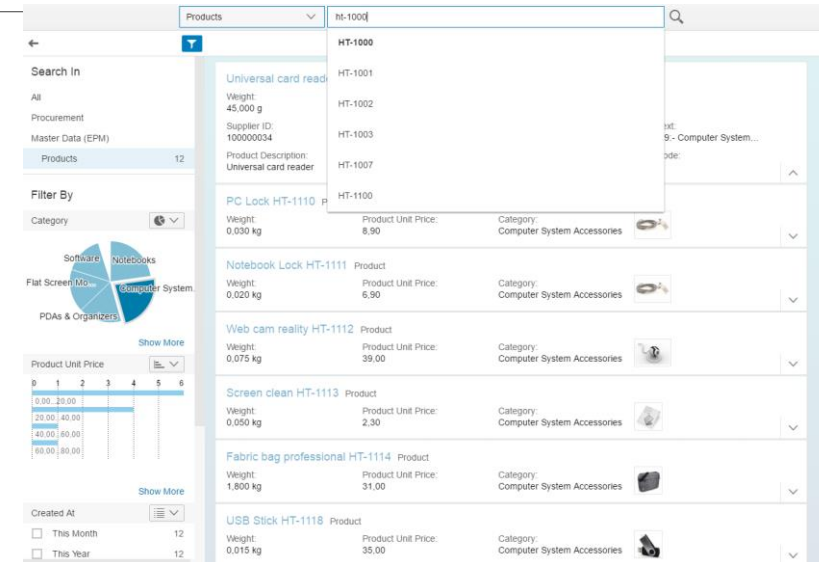 Products
ht-1000
HT-1000
HT-1001
HT-1002
HT-1003
HT-1007
HT-1100
Search In
All
Procurement
Master Data (EPM)
Products 12
Filter By
Category
Software
Notebooks
Flat Screen Mo...
Computer System.
PDAs & Organizers
Show More
Product Unit Price
0 1 2 3 4 5 6
0,00..20,00
20,00..40,00
40,00..60,00
60,00..80,00
Show More
Created At
This Month 12
This Year 12
Universal card read
Weight:
45,000 g
Supplier ID:
100000034
9:- Computer System...
Product Description:
Universal card reader
PC Lock HT-1110
Weight: Product Unit Price: Category:
0,030 kg 8,90 Computer System Accessories
Notebook Lock HT-1111 Product
Weight: Product Unit Price: Category:
0,020 kg 6,90 Computer System Accessories
Web cam reality HT-1112 Product
Weight: Product Unit Price: Category:
0,075 kg 39,00 Computer System Accessories
Screen clean HT-1113 Product
Weight: Product Unit Price: Category:
0,050 kg 2,30 Computer System Accessories
Fabric bag professional HT-1114 Product
Weight: Product Unit Price: Category:
1,800 kg 31,00 Computer System Accessories
USB Stick HT-1118 Product
Weight: Product Unit Price: Category:
0,015 kg 35,00 Computer System Accessories